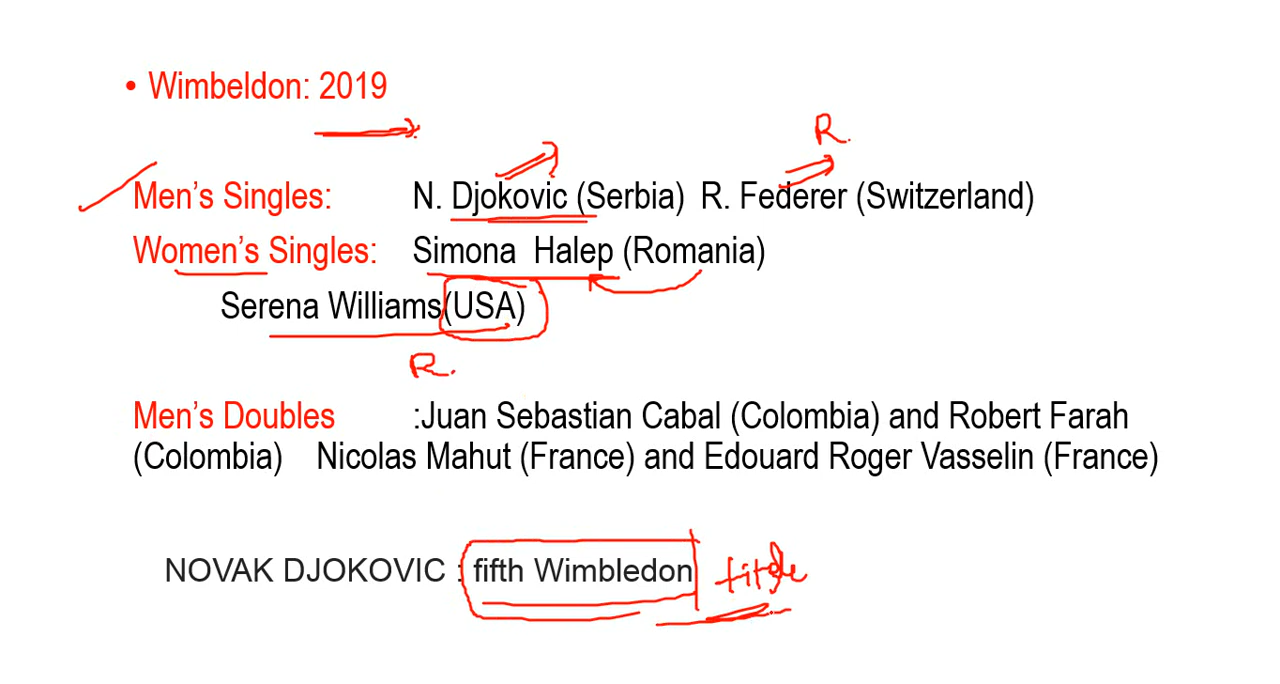 • Wimbeldon: 2019
R.
Men's Singles: N. Djokovic (Serbia) R. Federer (Switzerland)
Women's Singles: Simona Halep (Romania)
Serena Williams(USA)
R.
Men's Doubles :Juan Sebastian Cabal (Colombia) and Robert Farah
(Colombia) Nicolas Mahut (France) and Edouard Roger Vasselin (France)
NOVAK DJOKOVIC : fifth Wimbledon title